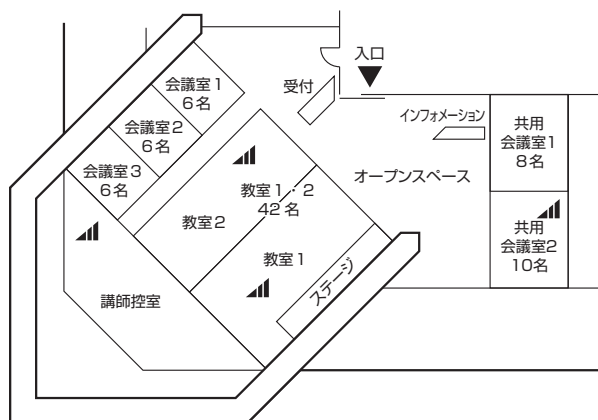 入口
受付
インフォメーション
会議室1
6名
会議室2
6名
会議室3
6名
共用
会議室1
8名
オープンスペース
教室1・2
42名
教室2
教室1
共用
会議室2
10名
ステージ
講師控室